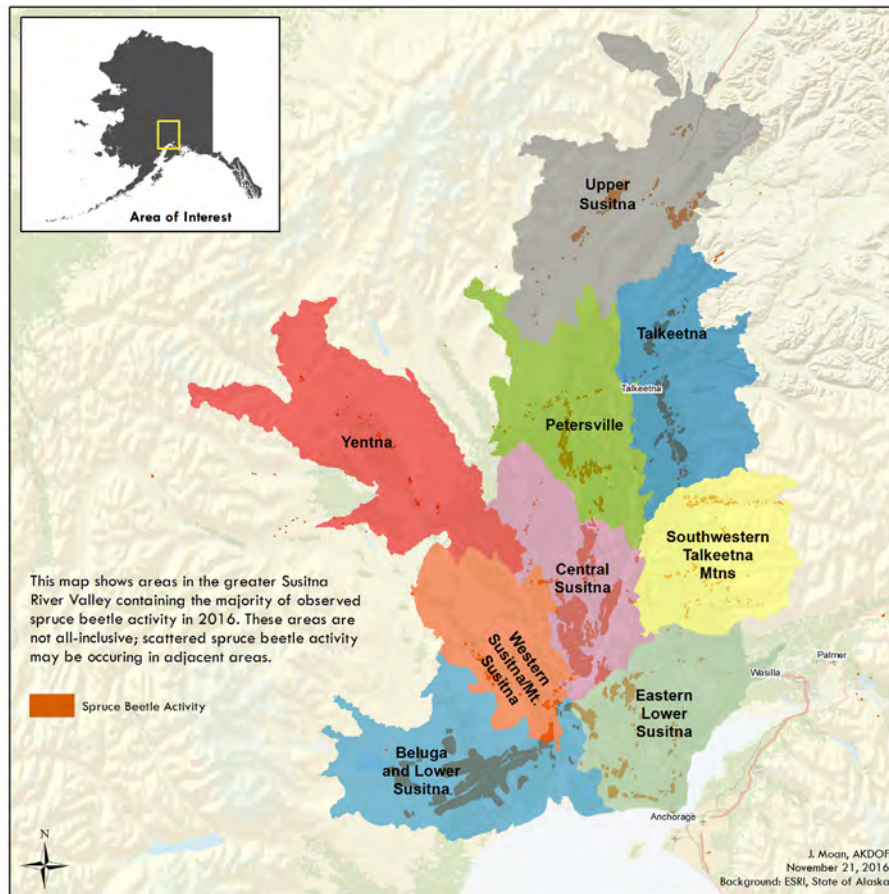 Area of Interest
Upper
Susitna
Talkeetna
Talkeetna
Petersville
Yentna
Southwestern
Talkeetna
Mtns
Central
Susitna
This map shows areas in the greater Susitna
River Valley containing the majority of observed
spruce beetle activity in 2016. These areas are
not all-inclusive; scattered spruce beetle activity
may be occuring in adjacent areas.
Western
Susitna/Mt.
Susitna
Palmer
Wasilla
Spruce Beetle Activity
Eastern
Lower
Susitna
Beluga
and Lower
Susitna
Anchorage
N
J. Moan, AKDOF
November 21, 2016
Background: ESRI, State of Alaska